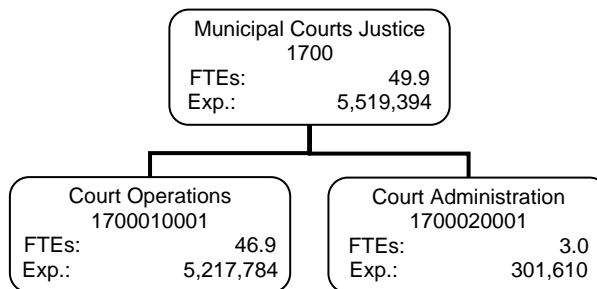 Municipal Courts Justice
1700
FTEs: 49.9
Exp.: 5,519,394
Court Operations
1700010001
FTEs: 46.9
Exp.: 5,217,784
Court Administration
1700020001
FTEs: 3.0
Exp.: 301,610